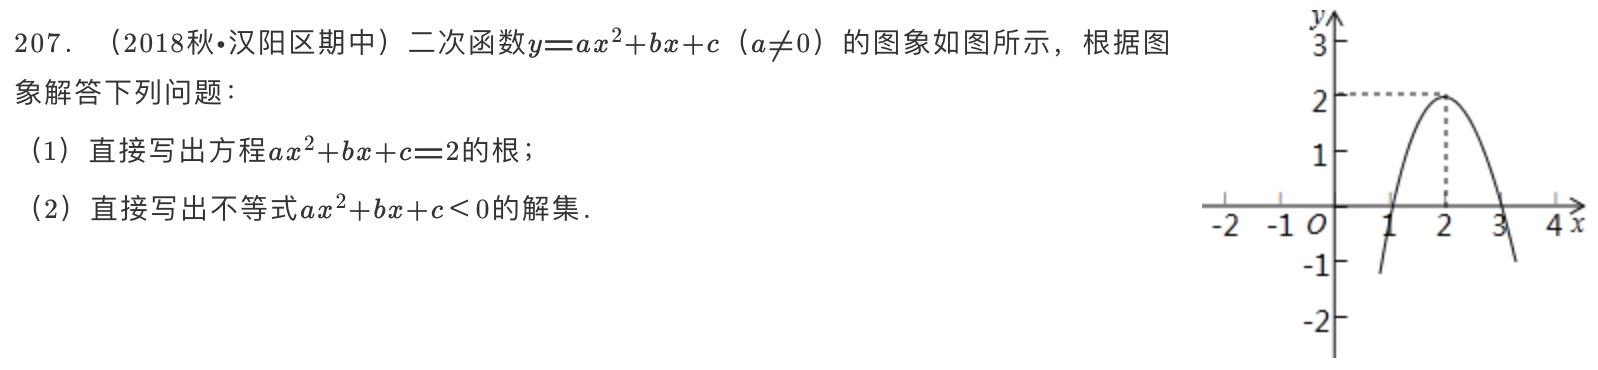 207. （2018秋•汉阳区期中）二次函数y=ax²+bx+c（a≠0）的图象如图所示，根据图
象解答下列问题：
（1）直接写出方程ax²+bx+c=2的根；
（2）直接写出不等式ax²+bx+c<0的解集.
y
3
2
1
-2 -1 O 1 2 3 4 x
-1
-2